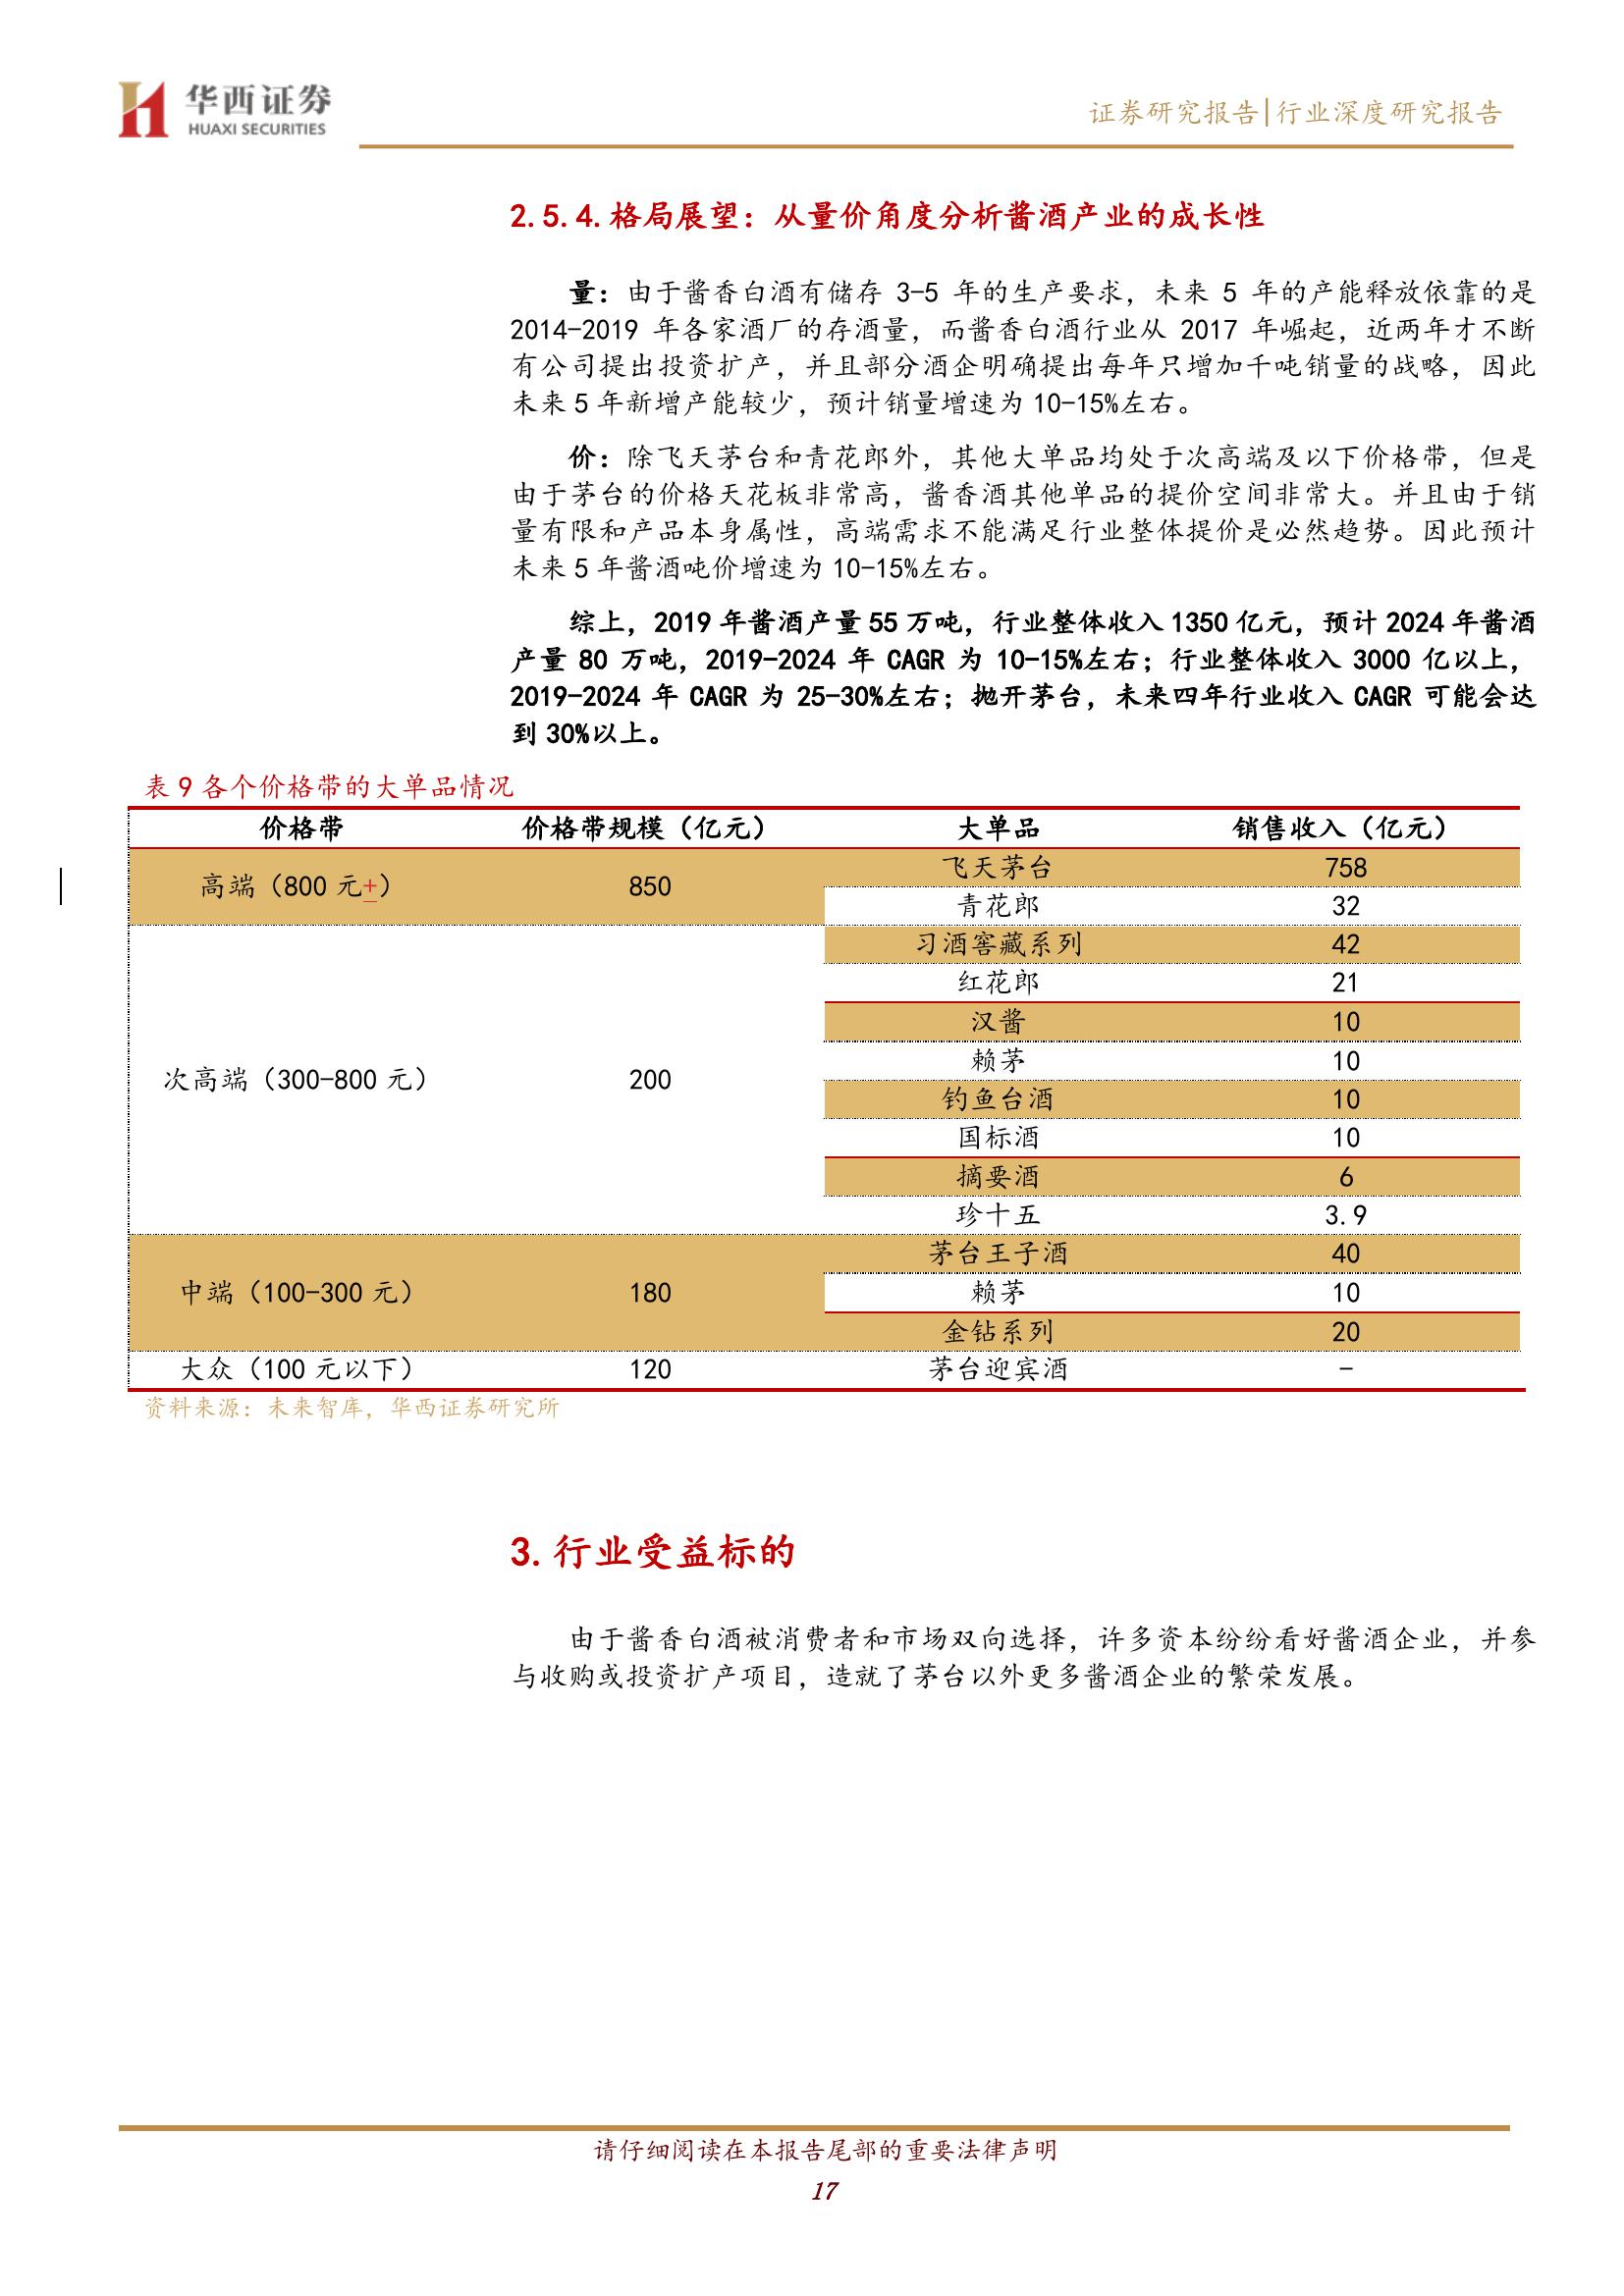 华西证券
HUAXI SECURITIES
证券研究报告|行业深度研究报告
2.5.4.格局展望：从量价角度分析酱酒产业的成长性
量：由于酱香白酒有储存 3-5 年的生产要求，未来 5 年的产能释放依靠的是
2014-2019 年各家酒厂的存酒量，而酱香白酒行业从 2017 年崛起，近两年才不断
有公司提出投资扩产，并且部分酒企明确提出每年只增加千吨销量的战略，因此
未来 5 年新增产能较少，预计销量增速为 10-15%左右。
价：除飞天茅台和青花郎外，其他大单品均处于次高端及以下价格带，但是
由于茅台的价格天花板非常高，酱香酒其他单品的提价空间非常大。并且由于销
量有限和产品本身属性，高端需求不能满足行业整体提价是必然趋势。因此预计
未来 5 年酱酒吨价增速为 10-15%左右。
综上，2019 年酱酒产量 55 万吨，行业整体收入 1350 亿元，预计 2024 年酱酒
产量 80 万吨，2019-2024 年 CAGR 为 10-15%左右；行业整体收入 3000 亿以上，
2019-2024 年 CAGR 为 25-30%左右；抛开茅台，未来四年行业收入 CAGR 可能会达
到 30%以上。
表 9 各个价格带的大单品情况
价格带 价格带规模（亿元） 大单品 销售收入（亿元）
高端（800 元+） 850 飞天茅台 758
青花郎 32
次高端（300-800 元） 200 习酒窖藏系列 42
红花郎 21
汉酱 10
赖茅 10
钓鱼台酒 10
国标酒 10
摘要酒 6
珍十五 3.9
中端（100-300 元） 180 茅台王子酒 40
赖茅 10
金钻系列 20
大众（100 元以下） 120 茅台迎宾酒 -
资料来源：未来智库，华西证券研究所
3. 行业受益标的
由于酱香白酒被消费者和市场双向选择，许多资本纷纷看好酱酒企业，并参
与收购或投资扩产项目，造就了茅台以外更多酱酒企业的繁荣发展。
请仔细阅读在本报告尾部的重要法律声明
17